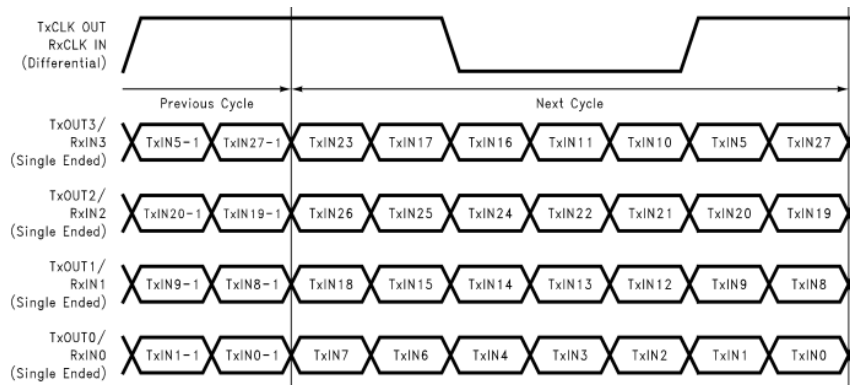 TxCLK OUT
RxCLK IN
(Differential)
Previous Cycle
Next Cycle
TxOUT3/
RxIN3
(Single Ended)
TxIN5-1 TxIN27-1 TxIN23 TxIN17 TxIN16 TxIN11 TxIN10 TxIN5 TxIN27
TxOUT2/
RxIN2
(Single Ended)
TxIN20-1 TxIN19-1 TxIN26 TxIN25 TxIN24 TxIN22 TxIN21 TxIN20 TxIN19
TxOUT1/
RxIN1
(Single Ended)
TxIN9-1 TxIN8-1 TxIN18 TxIN15 TxIN14 TxIN13 TxIN12 TxIN9 TxIN8
TxOUT0/
RxIN0
(Single Ended)
TxIN1-1 TxIN0-1 TxIN7 TxIN6 TxIN4 TxIN3 TxIN2 TxIN1 TxIN0